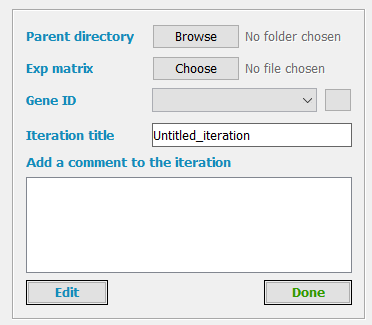 Parent directory Browse No folder chosen
Exp matrix Choose No file chosen
Gene ID
Iteration title Untitled_iteration
Add a comment to the iteration
Edit Done